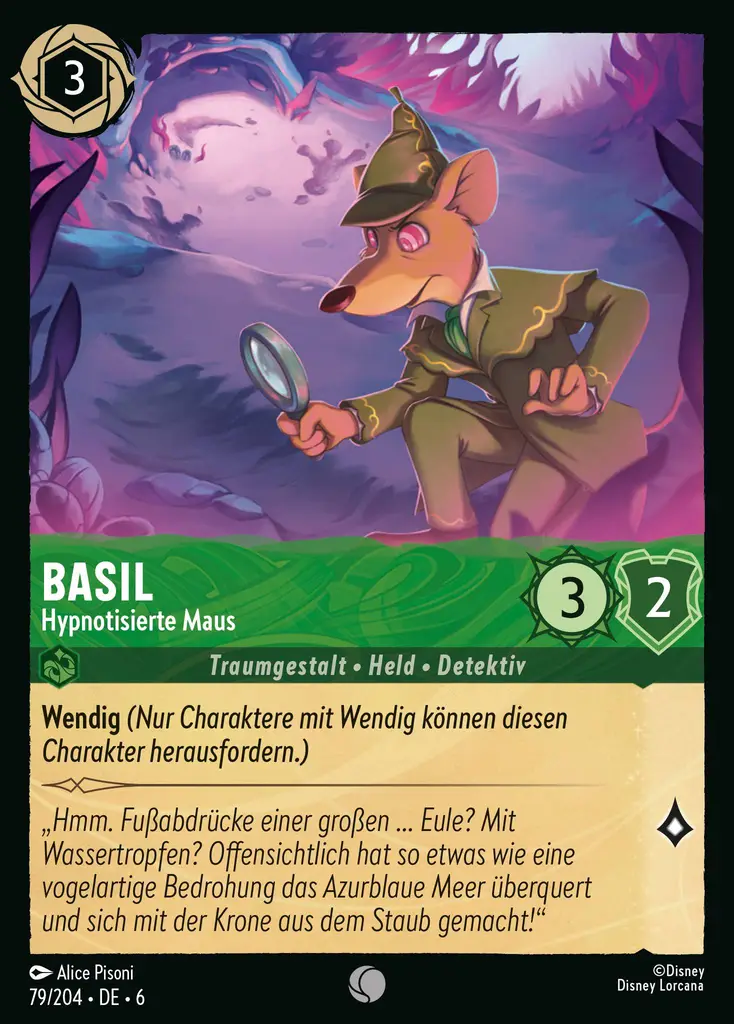 3
BASIL
Hypnotisierte Maus
3
2
Traumgestalt • Held • Detektiv
Wendig (Nur Charaktere mit Wendig können diesen
Charakter herausfordern.)
„Hmm. Fußabdrücke einer großen ... Eule? Mit
Wassertropfen? Offensichtlich hat so etwas wie eine
vogelartige Bedrohung das Azurblaue Meer überquert
und sich mit der Krone aus dem Staub gemacht!“
Alice Pisoni
79/204 • DE • 6
©Disney
Disney Lorcana